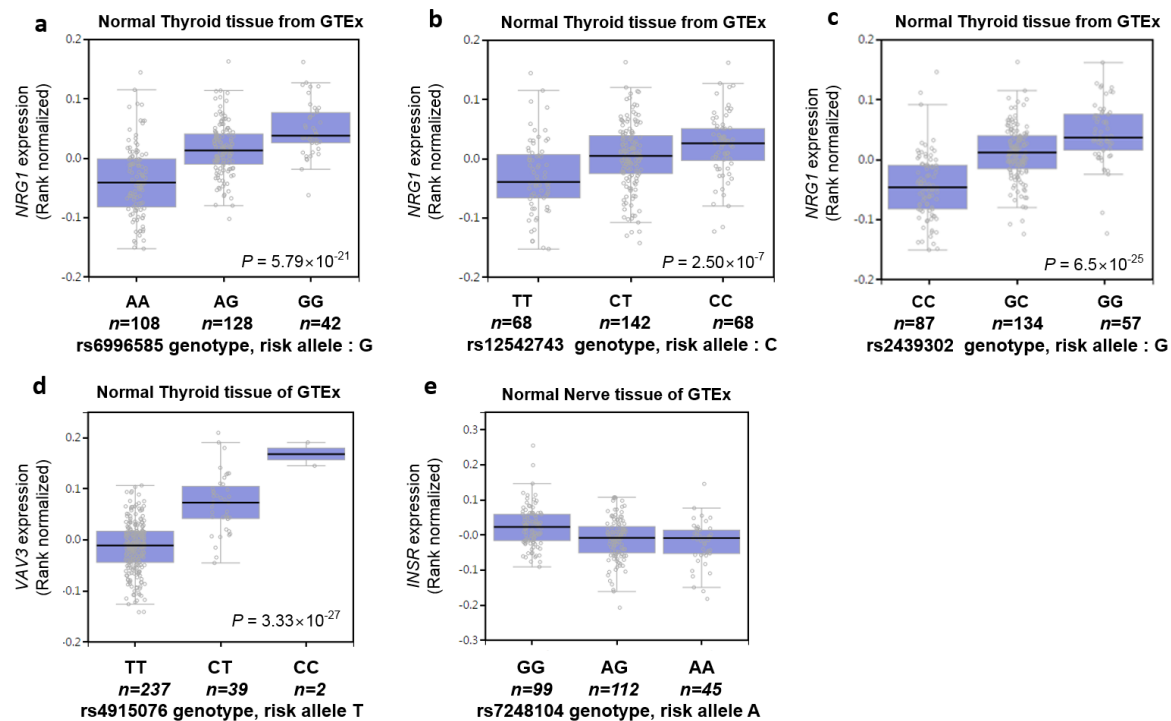 a
Normal Thyroid tissue from GTEx
NRG1 expression
(Rank normalized)
0.2
0.1
0.0
-0.1
-0.2
P = 5.79×10-21
AA AG GG
n=108 n=128 n=42
rs6996585 genotype, risk allele : G
b
Normal Thyroid tissue from GTEx
NRG1 expression
(Rank normalized)
0.2
0.1
0.0
-0.1
-0.2
P = 2.50×10-7
TT CT CC
n=68 n=142 n=68
rs12542743 genotype, risk allele : C
c
Normal Thyroid tissue from GTEx
NRG1 expression
(Rank normalized)
0.2
0.1
0.0
-0.1
-0.2
P = 6.5×10-25
CC GC GG
n=87 n=134 n=57
rs2439302 genotype, risk allele : G
d
Normal Thyroid tissue of GTEx
VAV3 expression
(Rank normalized)
0.2
0.1
0.0
-0.1
-0.2
P = 3.33×10-27
TT CT CC
n=237 n=39 n=2
rs4915076 genotype, risk allele T
e
Normal Nerve tissue of GTEx
INSR expression
(Rank normalized)
0.3
0.2
0.1
-0.0
-0.1
-0.2
-0.3
GG AG AA
n=99 n=112 n=45
rs7248104 genotype, risk allele A